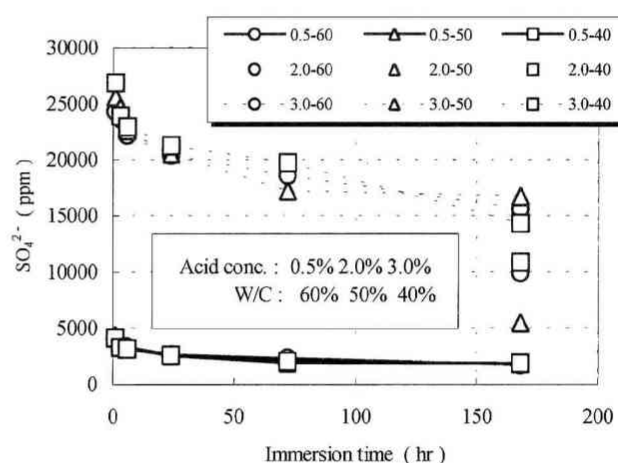 0.5-60 0.5-50 0.5-40
2.0-60 2.0-50 2.0-40
3.0-60 3.0-50 3.0-40
30000
25000
20000
15000
10000
5000
0
SO₄²⁻ ( ppm )
Acid conc. : 0.5% 2.0% 3.0%
W/C : 60% 50% 40%
0 50 100 150 200
Immersion time ( hr )